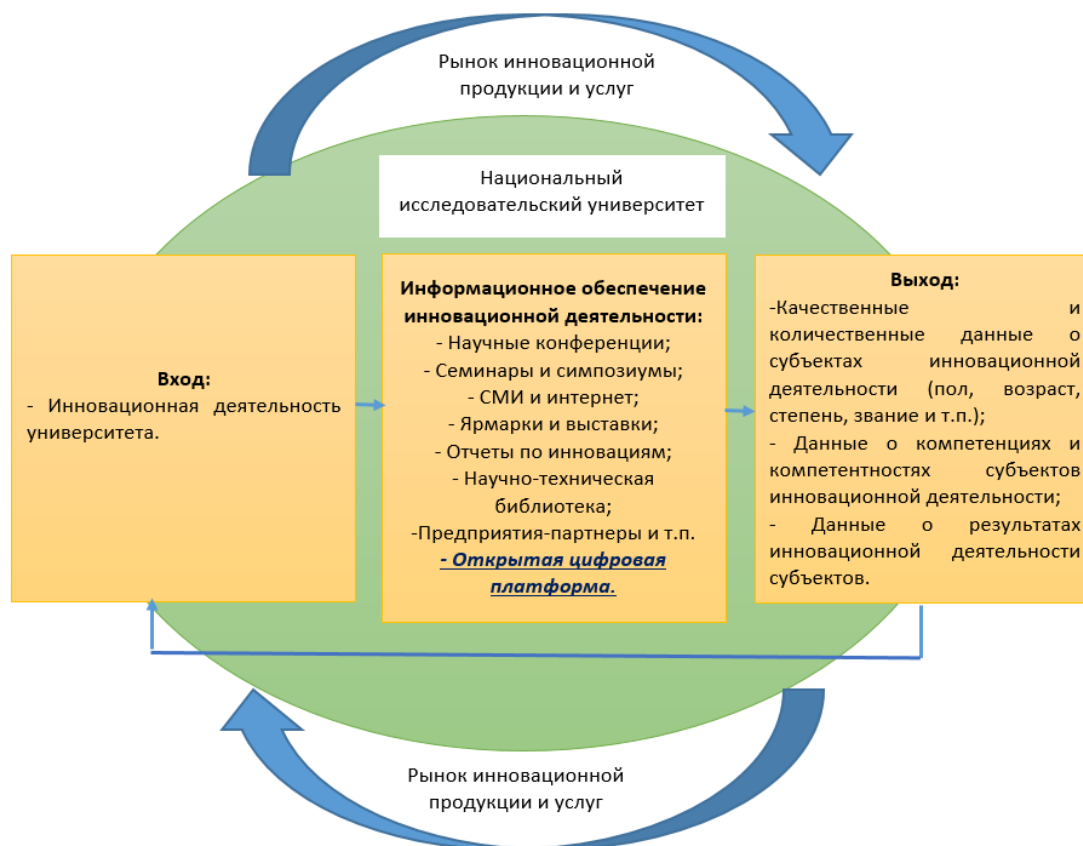 Рынок инновационной
продукции и услуг
Национальный
исследовательский университет
Вход:
- Инновационная деятельность
университета.
Информационное обеспечение
инновационной деятельности:
- Научные конференции;
- Семинары и симпозиумы;
- СМИ и интернет;
- Ярмарки и выставки;
- Отчеты по инновациям;
- Научно-техническая
библиотека;
-Предприятия-партнеры и т.п.
- Открытая цифровая
платформа.
Выход:
-Качественные и
количественные данные о
субъектах инновационной
деятельности (пол, возраст,
степень, звание и т.п.);
- Данные о компетенциях и
компетентностях субъектов
инновационной деятельности;
- Данные о результатах
инновационной деятельности
субъектов.
Рынок инновационной
продукции и услуг